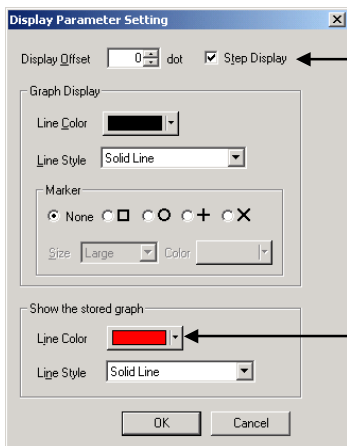 Display Parameter Setting
Display Offset 0 dot Step Display
Graph Display
Line Color
Line Style Solid Line
Marker
None
Size Large Color
Show the stored graph
Line Color
Line Style Solid Line
OK Cancel